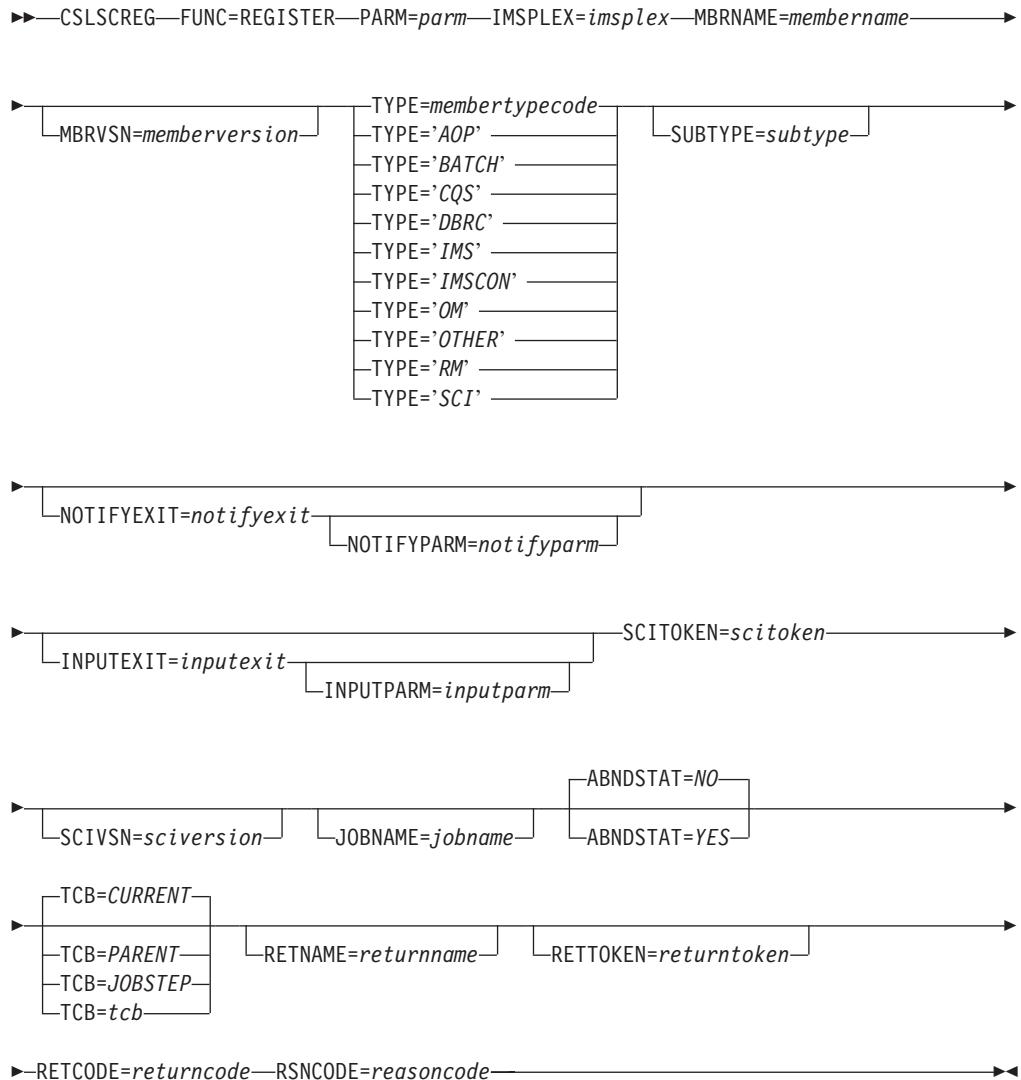 CSLSCREG FUNC=REGISTER PARM=parm IMSPLEX=imsplex MBRNAME=membername
TYPE=membertypecode
MBRVSN=memberversion TYPE='AOP' SUBTYPE=subtype
TYPE='BATCH'
TYPE='CQS'
TYPE='DBRC'
TYPE='IMS'
TYPE='IMSCON'
TYPE='OM'
TYPE='OTHER'
TYPE='RM'
TYPE='SCI'
NOTIFYEXIT=notifyexit
NOTIFYPARM=notifyparm
SCITOKEN=scitoken
INPUTEXIT=inputexit
INPUTPARM=inputparm
ABNDSTAT=NO
SCIVSN=sciversion JOBNAME=jobname ABNDSTAT=YES
TCB=CURRENT
TCB=PARENT RETNAME=returnname RETTOKEN=returntoken
TCB=JOBSTEP
TCB=tcb
RETCODE=returncode RSNCODE=reasoncode